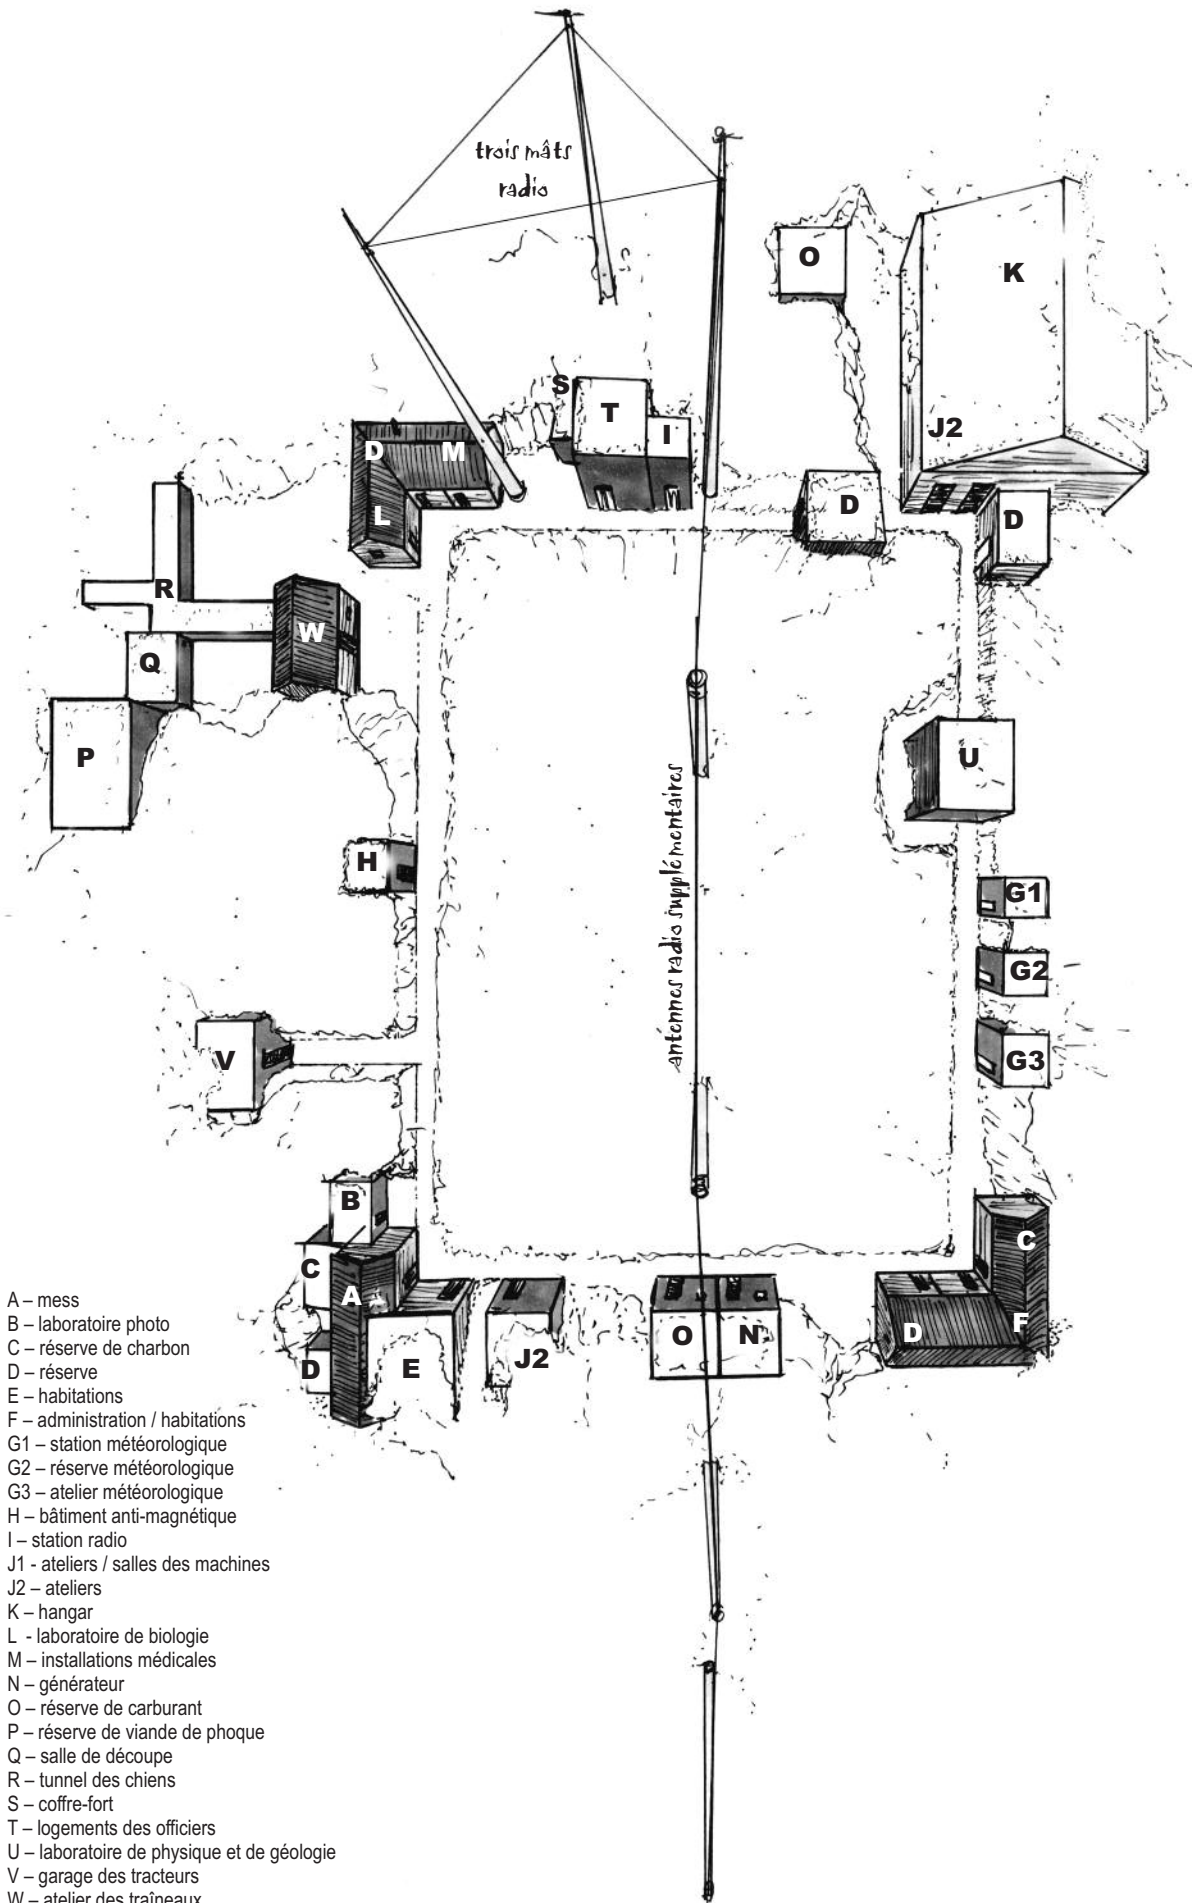 trois mâts
radio
O
K
S
T
I
J2
D
M
D
D
L
R
W
Q
P
U
antennes radio supplémentaires
H
G1
G2
V
G3
B
C
C
A
O
N
D
F
D
E
J2
A – mess
B – laboratoire photo
C – réserve de charbon
D – réserve
E – habitations
F – administration / habitations
G1 – station météorologique
G2 – réserve météorologique
G3 – atelier météorologique
H – bâtiment anti-magnétique
I – station radio
J1 - ateliers / salles des machines
J2 – ateliers
K – hangar
L - laboratoire de biologie
M – installations médicales
N – générateur
O – réserve de carburant
P – réserve de viande de phoque
Q – salle de découpe
R – tunnel des chiens
S – coffre-fort
T – logements des officiers
U – laboratoire de physique et de géologie
V – garage des tracteurs
W – atelier des traîneaux